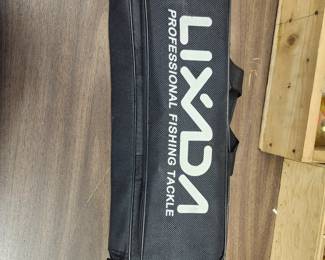 LIXADA
PROFESSIONAL FISHING TACKLE